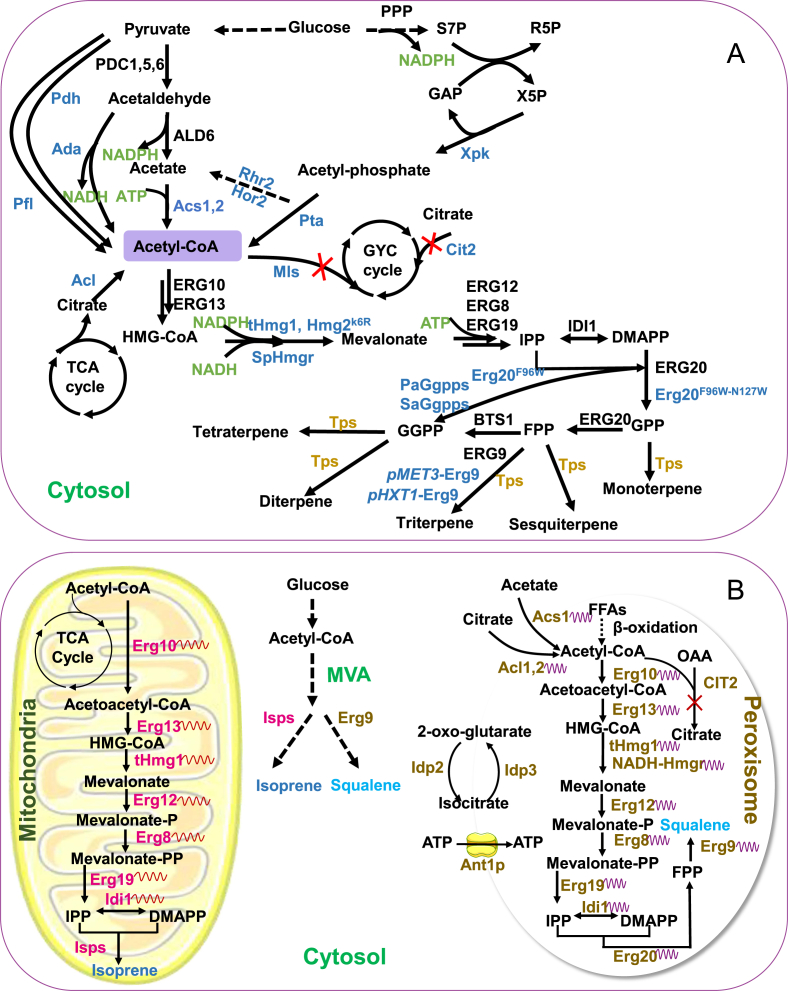 PPP
Pyruvate
Glucose
S7P
R5P
A
NADPH
PDC1,5,6
GAP
X5P
Pdh
Acetaldehyde
ALD6
Ada
NADPH
Acetate
Xpk
Acetyl-phosphate
Rhr2
Hor2
NADH
ATP
Pfl
Acs1,2
Pta
Citrate
Acetyl-CoA
GYC
cycle
Cit2
Mls
Acl
ERG10
ERG13
Citrate
ERG12
ERG8
ERG19
NADPH
tHmg1, Hmg2k6R
ATP
HMG-CoA
Mevalonate
IPP
IDI1
DMAPP
SpHmgr
NADH
TCA
cycle
ERG20
Erg20F96W
PaGgpps
SaGgpps
Erg20F96W-N127W
Tetraterpene
Tps
GGPP
BTS1
FPP
ERG20
GPP
ERG9
Tps
pMET3-Erg9
pHXT1-Erg9
Tps
Tps
Tps
Cytosol
Diterpene
Monoterpene
Triterpene
Sesquiterpene
B
Mitochondria
Acetyl-CoA
TCA
Cycle
Erg10
Acetoacetyl-CoA
Erg13
HMG-CoA
tHmg1
Mevalonate
Erg12
Mevalonate-P
Erg8
Mevalonate-PP
Erg19
Idi1
IPP
DMAPP
Isps
Isoprene
Glucose
Acetyl-CoA
MVA
Isps
Erg9
Isoprene
Squalene
Cytosol
2-oxo-glutarate
Idp2
Idp3
Isocitrate
ATP
ATP
Ant1p
Acetate
Citrate
Acs1
FFAs
β-oxidation
Acetyl-CoA
Acl1,2
OAA
Erg10
CIT2
Acetoacetyl-CoA
Erg13
HMG-CoA
Citrate
tHmg1
NADH-Hmgr
Peroxisome
Mevalonate
Erg12
Mevalonate-P
Squalene
Erg8
Erg9
Mevalonate-PP
FPP
Erg19
Idi1
IPP
DMAPP
Erg20